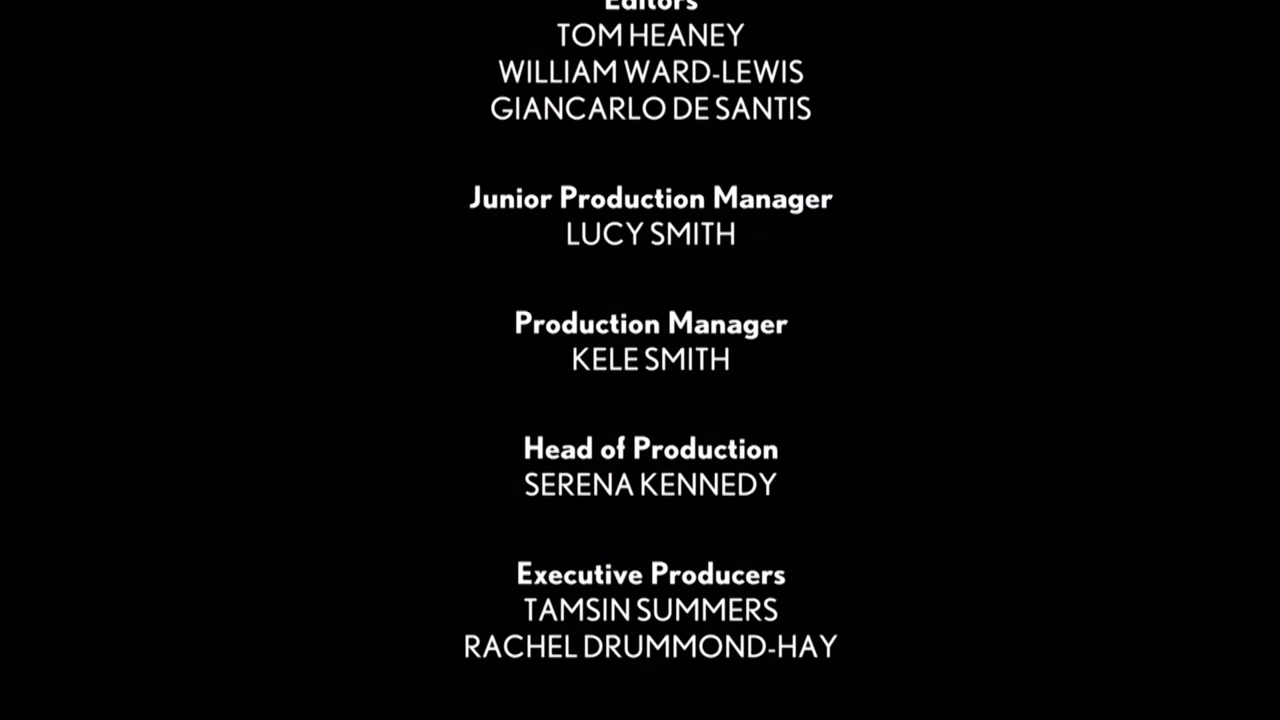 Editors
TOM HEANEY
WILLIAM WARD-LEWIS
GIANCARLO DE SANTIS
Junior Production Manager
LUCY SMITH
Production Manager
KELE SMITH
Head of Production
SERENA KENNEDY
Executive Producers
TAMSIN SUMMERS
RACHEL DRUMMOND-HAY